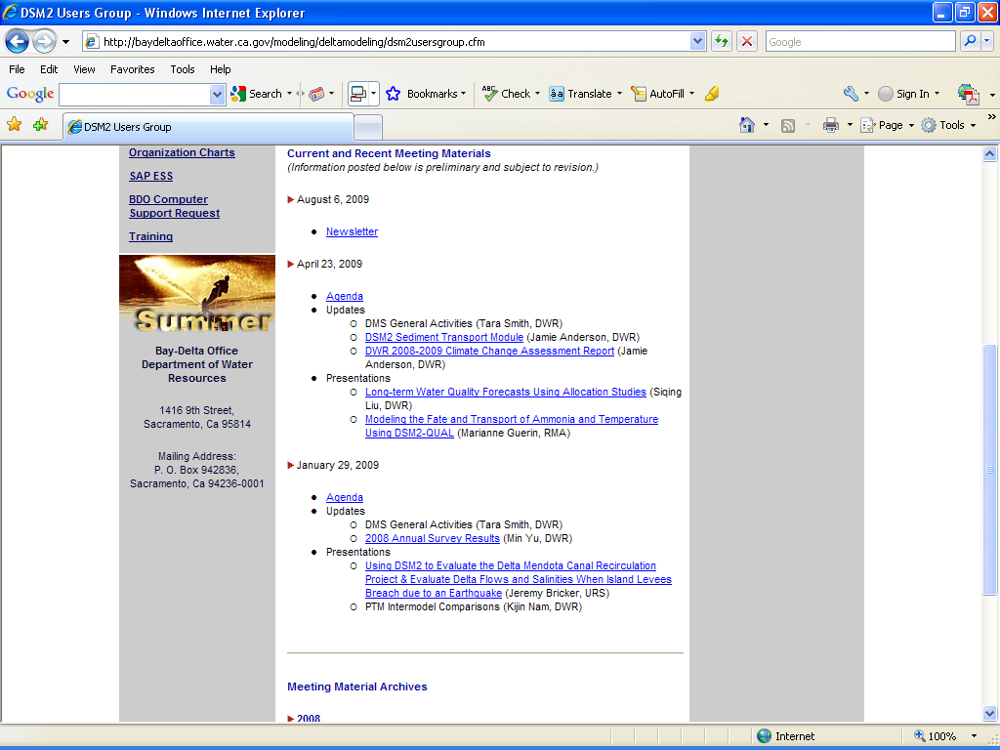 DSM2 Users Group - Windows Internet Explorer
http://baydeltaoffice.water.ca.gov/modeling/deltamodeling/dsm2usersgroup.cfm
Google
File Edit View Favorites Tools Help
Google Search Bookmarks Check Translate AutoFill Sign In
DSM2 Users Group
Page Tools
Organization Charts
SAP ESS
BDO Computer
Support Request
Training
Summer
Bay-Delta Office
Department of Water
Resources
1416 9th Street,
Sacramento, Ca 95814
Mailing Address:
P. O. Box 942836,
Sacramento, Ca 94236-0001
Current and Recent Meeting Materials
(Information posted below is preliminary and subject to revision.)
August 6, 2009
Newsletter
April 23, 2009
Agenda
Updates
DMS General Activities (Tara Smith, DWR)
DSM2 Sediment Transport Module (Jamie Anderson, DWR)
DWR 2008-2009 Climate Change Assessment Report (Jamie
Anderson, DWR)
Presentations
Long-term Water Quality Forecasts Using Allocation Studies (Siqing
Liu, DWR)
Modeling the Fate and Transport of Ammonia and Temperature
Using DSM2-QUAL (Marianne Guerin, RMA)
January 29, 2009
Agenda
Updates
DMS General Activities (Tara Smith, DWR)
2008 Annual Survey Results (Min Yu, DWR)
Presentations
Using DSM2 to Evaluate the Delta Mendota Canal Recirculation
Project & Evaluate Delta Flows and Salinities When Island Levees
Breach due to an Earthquake (Jeremy Bricker, URS)
PTM Intermodel Comparisons (Kijin Nam, DWR)
Meeting Material Archives
2008
Internet
100%